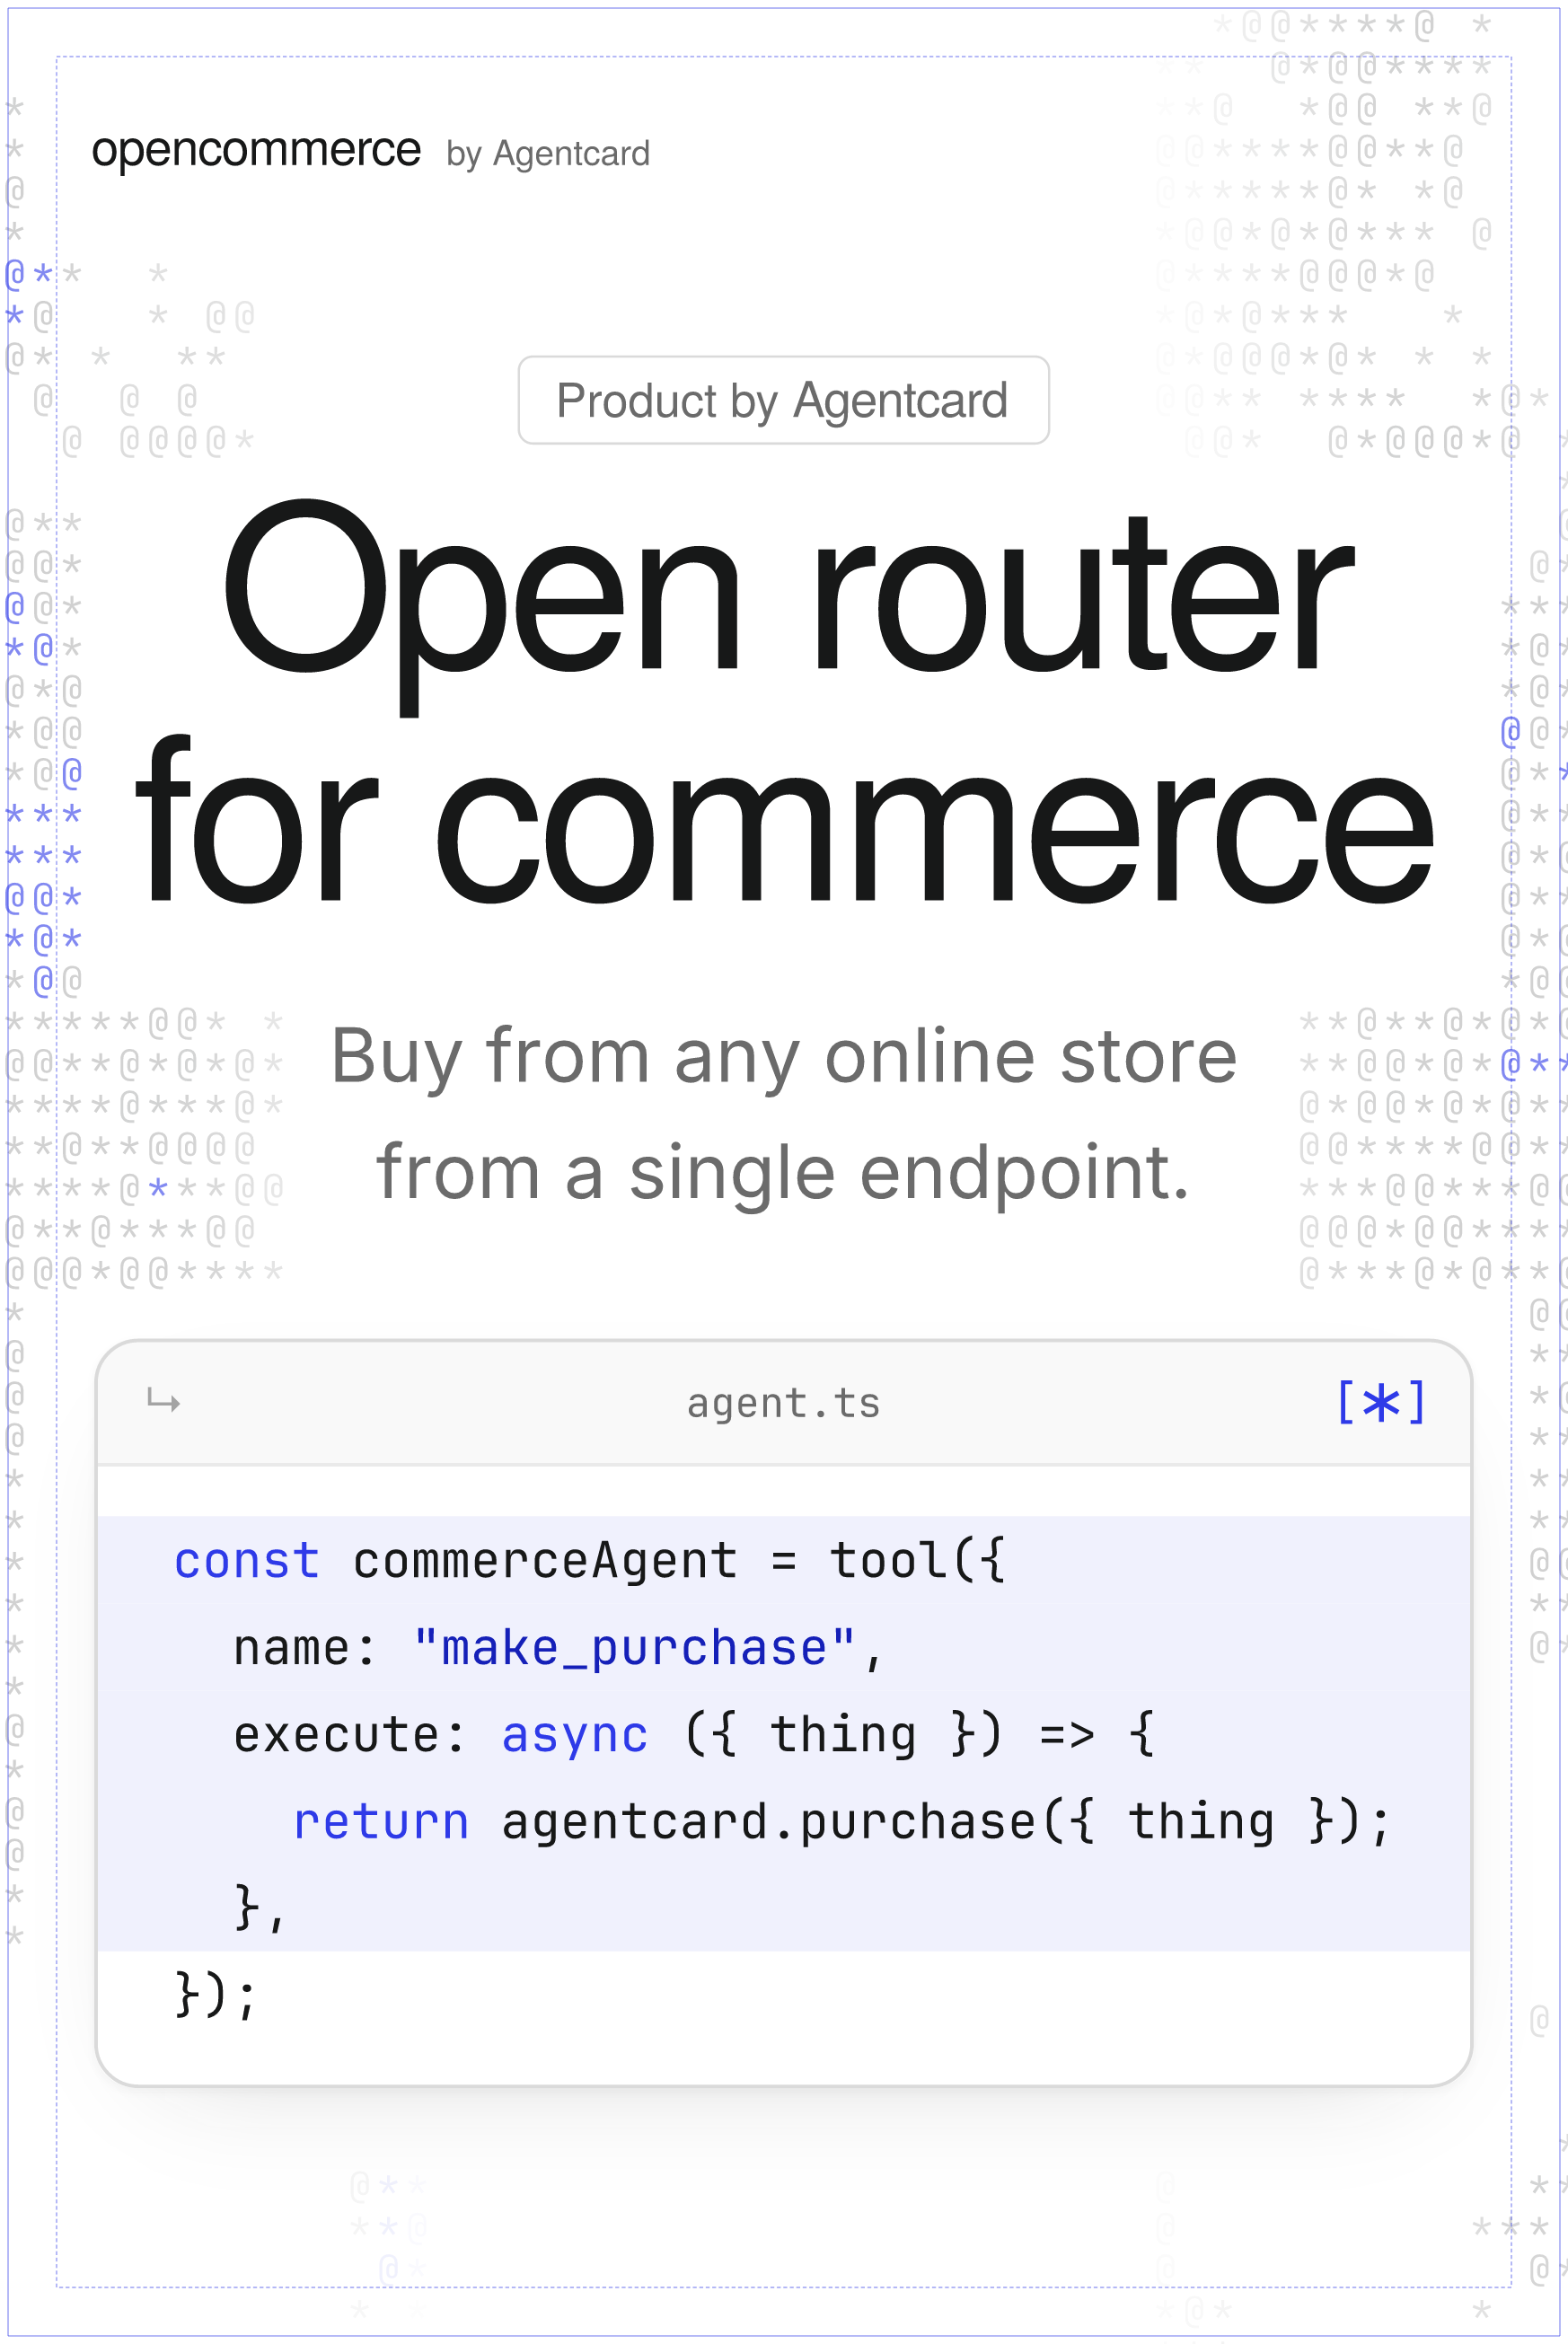 opencommerce by Agentcard
Product by Agentcard
Open router
for commerce
Buy from any online store
from a single endpoint.
agent.ts
[*]
const commerceAgent = tool({
  name: "make_purchase",
  execute: async ({ thing }) => {
    return agentcard.purchase({ thing });
  },
});